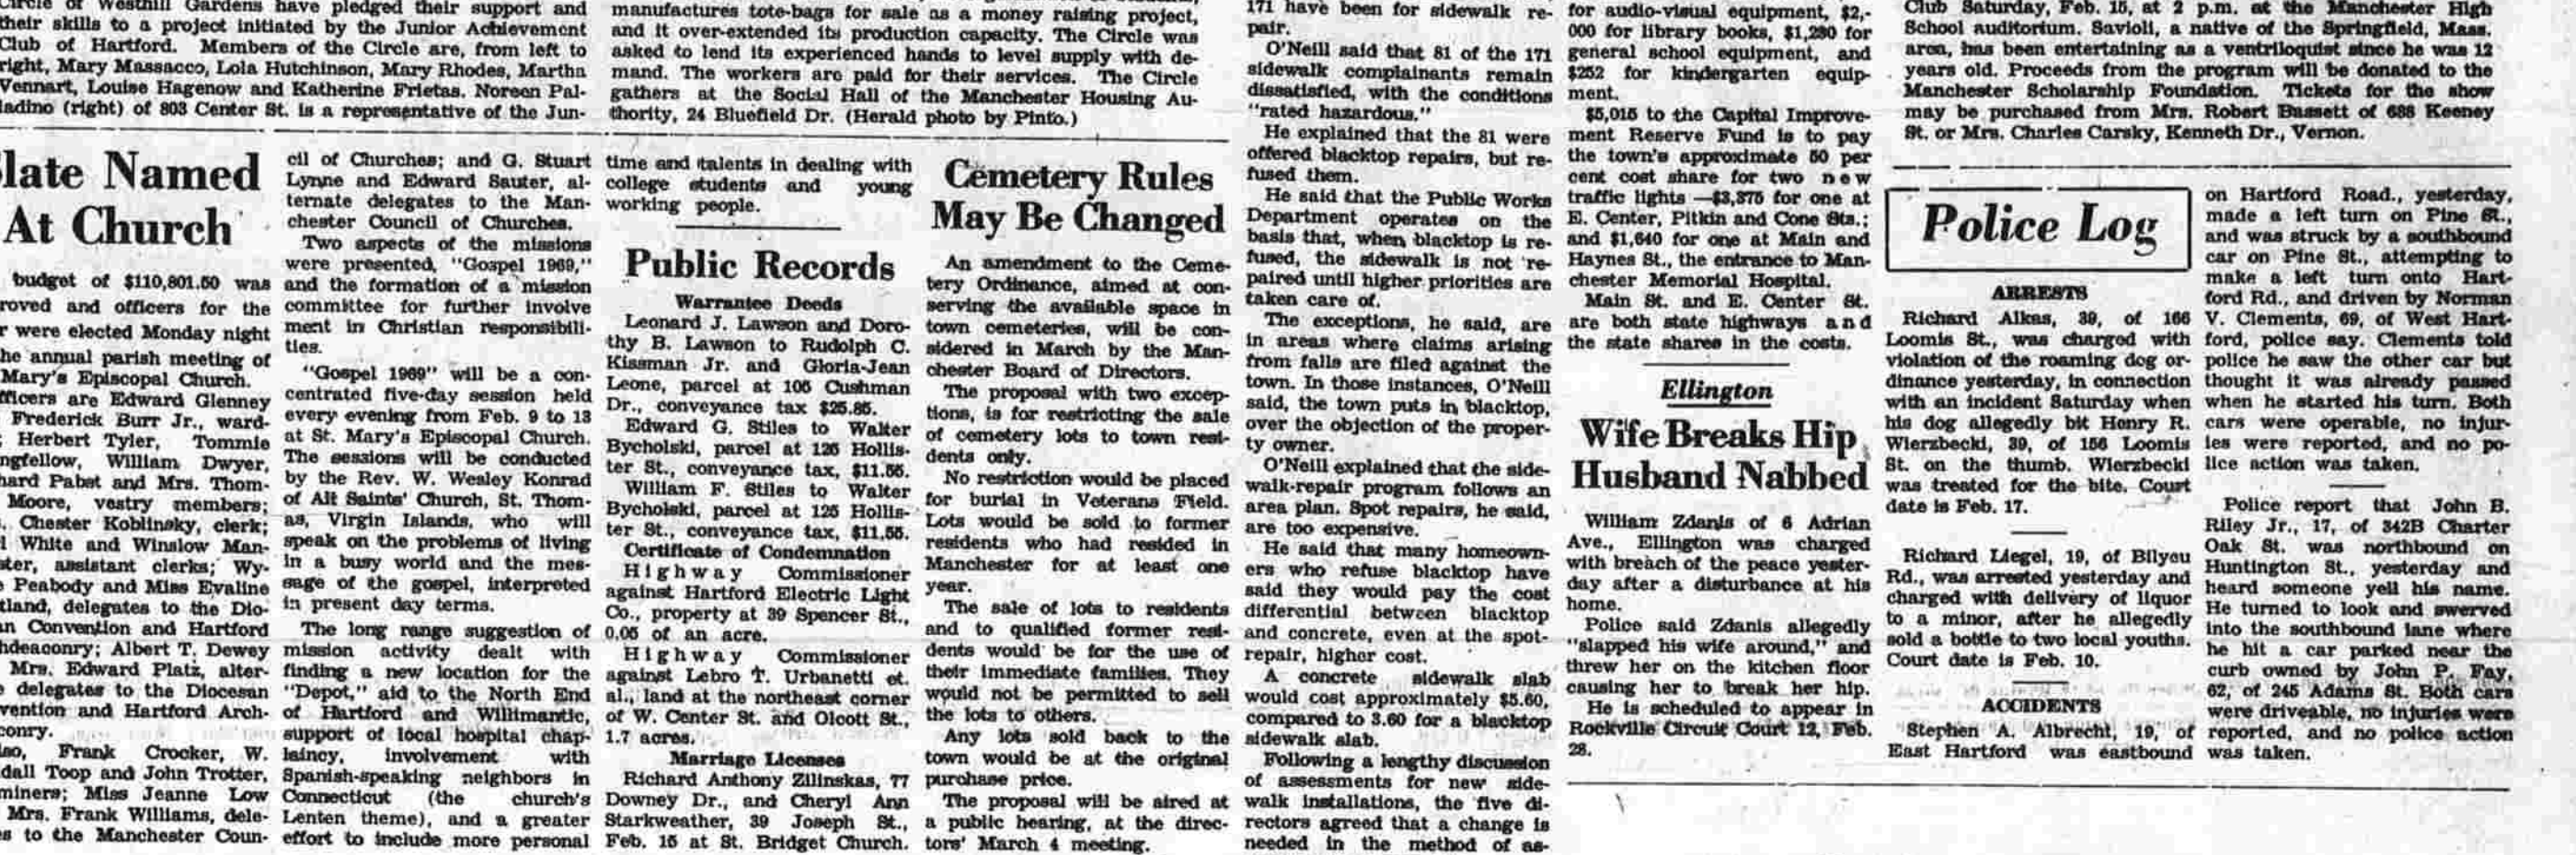 Circle of Westhill Gardens have pledged their support and
their skills to a project initiated by the Junior Achievement
Club of Hartford. Members of the Circle are, from left to
right, Mary Massacco, Lola Hutchinson, Mary Rhodes, Martha
Vennart, Louise Hagenow and Katherine Frietas. Noreen Pal-
ladino (right) of 803 Center St. is a representative of the Jun-
manufactures tote-bags for sale as a money raising project,
and it over-extended its production capacity. The Circle was
asked to lend its experienced hands to level supply with de-
mand. The workers are paid for their services. The Circle
gathers at the Social Hall of the Manchester Housing Au-
thority, 24 Bluefield Dr. (Herald photo by Pinto.)
late Named
At Church
budget of $110,801.50 was
roved and officers for the
r were elected Monday night
he annual parish meeting of
Mary's Episcopal Church.
fficers are Edward Glenney
Frederick Burr Jr., ward-
; Herbert Tyler, Tommie
ngfellow, William Dwyer,
hard Pabst and Mrs. Thom-
Moore, vestry members;
. Chester Koblinsky, clerk;
l White and Winslow Man-
ster, assistant clerks; Wy-
e Peabody and Miss Evaline
tland, delegates to the Dio-
an Convention and Hartford
hdeaconry; Albert T. Dewey
Mrs. Edward Platz, alter-
e delegates to the Diocesan
vention and Hartford Arch-
conry.
lso, Frank Crocker, W.
dall Toop and John Trotter,
miners; Miss Jeanne Low
Mrs. Frank Williams, dele-
s to the Manchester Coun-
cil of Churches; and G. Stuart
Lynne and Edward Sauter, al-
ternate delegates to the Man-
chester Council of Churches.
Two aspects of the missions
were presented, "Gospel 1969,"
and the formation of a mission
committee for further involve
ment in Christian responsibili-
ties.
"Gospel 1969" will be a con-
centrated five-day session held
every evening from Feb. 9 to 13
at St. Mary's Episcopal Church.
The sessions will be conducted
by the Rev. W. Wesley Konrad
of All Saints' Church, St. Thom-
as, Virgin Islands, who will
speak on the problems of living
in a busy world and the mes-
sage of the gospel, interpreted
in present day terms.
The long range suggestion of
mission activity dealt with
finding a new location for the
"Depot," aid to the North End
of Hartford and Willimantic,
support of local hospital chap-
laincy, involvement with
Spanish-speaking neighbors in
Connecticut (the church's
Lenten theme), and a greater
effort to include more personal
time and talents in dealing with
college students and young
working people.
Public Records
Warrantee Deeds
Leonard J. Lawson and Doro-
thy B. Lawson to Rudolph C.
Kissman Jr. and Gloria-Jean
Leone, parcel at 105 Cushman
Dr., conveyance tax $25.85.
Edward G. Stiles to Walter
Bycholski, parcel at 125 Hollis-
ter St., conveyance tax, $11.55.
William F. Stiles to Walter
Bycholski, parcel at 125 Hollis-
ter St., conveyance tax, $11.55.
Certificate of Condemnation
Highway Commissioner
against Hartford Electric Light
Co., property at 39 Spencer St.,
0.05 of an acre.
Highway Commissioner
against Lebro T. Urbanetti et.
al., land at the northeast corner
of W. Center St. and Olcott St.,
1.7 acres.
Marriage Licenses
Richard Anthony Zilinskas, 77
Downey Dr., and Cheryl Ann
Starkweather, 39 Joseph St.,
Feb. 15 at St. Bridget Church.
Cemetery Rules
May Be Changed
An amendment to the Ceme-
tery Ordinance, aimed at con-
serving the available space in
town cemeteries, will be con-
sidered in March by the Man-
chester Board of Directors.
The proposal with two excep-
tions, is for restricting the sale
of cemetery lots to town resi-
dents only.
No restriction would be placed
for burial in Veterans Field.
Lots would be sold to former
residents who had resided in
Manchester for at least one
year.
The sale of lots to residents
and to qualified former resi-
dents would be for the use of
their immediate families. They
would not be permitted to sell
the lots to others.
Any lots sold back to the
town would be at the original
purchase price.
The proposal will be aired at
a public hearing, at the direc-
tors' March 4 meeting.
171 have been for sidewalk re-
pair.
O'Neill said that 81 of the 171
sidewalk complainants remain
dissatisfied, with the conditions
"rated hazardous."
He explained that the 81 were
offered blacktop repairs, but re-
fused them.
He said that the Public Works
Department operates on the
basis that, when blacktop is re-
fused, the sidewalk is not re-
paired until higher priorities are
taken care of.
The exceptions, he said, are
in areas where claims arising
from falls are filed against the
town. In those instances, O'Neill
said, the town puts in blacktop,
over the objection of the proper-
ty owner.
O'Neill explained that the side-
walk-repair program follows an
area plan. Spot repairs, he said,
are too expensive.
He said that many homeown-
ers who refuse blacktop have
said they would pay the cost
differential between blacktop
and concrete, even at the spot-
repair, higher cost.
A concrete sidewalk slab
would cost approximately $5.60,
compared to 3.60 for a blacktop
sidewalk slab.
Following a lengthy discussion
of assessments for new side-
walk installations, the five di-
rectors agreed that a change is
needed in the method of as-
for audio-visual equipment, $2,-
000 for library books, $1,230 for
general school equipment, and
$252 for kindergarten equip-
ment.
$5,015 to the Capital Improve-
ment Reserve Fund is to pay
the town's approximate 50 per
cent cost share for two new
traffic lights —$3,375 for one at
E. Center, Pitkin and Cone Sts.;
and $1,640 for one at Main and
Haynes St., the entrance to Man-
chester Memorial Hospital.
Main St. and E. Center St.
are both state highways and
the state shares in the costs.
Ellington
Wife Breaks Hip
Husband Nabbed
William Zdanis of 6 Adrian
Ave., Ellington was charged
with breach of the peace yester-
day after a disturbance at his
home.
Police said Zdanis allegedly
"slapped his wife around," and
threw her on the kitchen floor
causing her to break her hip.
He is scheduled to appear in
Rockville Circuit Court 12, Feb.
28.
Club Saturday, Feb. 15, at 2 p.m. at the Manchester High
School auditorium. Savioli, a native of the Springfield, Mass.
area, has been entertaining as a ventriloquist since he was 12
years old. Proceeds from the program will be donated to the
Manchester Scholarship Foundation. Tickets for the show
may be purchased from Mrs. Robert Bassett of 688 Keeney
St. or Mrs. Charles Carsky, Kenneth Dr., Vernon.
Police Log
ARRESTS
Richard Alkas, 39, of 166
Loomis St., was charged with
violation of the roaming dog or-
dinance yesterday, in connection
with an incident Saturday when
his dog allegedly bit Henry R.
Wierzbecki, 39, of 156 Loomis
St. on the thumb. Wierzbecki
was treated for the bite. Court
date is Feb. 17.
Richard Liegel, 19, of Bilyeu
Rd., was arrested yesterday and
charged with delivery of liquor
to a minor, after he allegedly
sold a bottle to two local youths.
Court date is Feb. 10.
ACCIDENTS
Stephen A. Albrecht, 19, of
East Hartford was eastbound
on Hartford Road., yesterday,
made a left turn on Pine St.,
and was struck by a southbound
car on Pine St., attempting to
make a left turn onto Hart-
ford Rd., and driven by Norman
V. Clements, 69, of West Hart-
ford, police say. Clements told
police he saw the other car but
thought it was already passed
when he started his turn. Both
cars were operable, no injur-
ies were reported, and no po-
lice action was taken.
Police report that John B.
Riley Jr., 17, of 342B Charter
Oak St. was northbound on
Huntington St., yesterday and
heard someone yell his name.
He turned to look and swerved
into the southbound lane where
he hit a car parked near the
curb owned by John P. Fay,
62, of 245 Adams St. Both cars
were driveable, no injuries were
reported, and no police action
was taken.